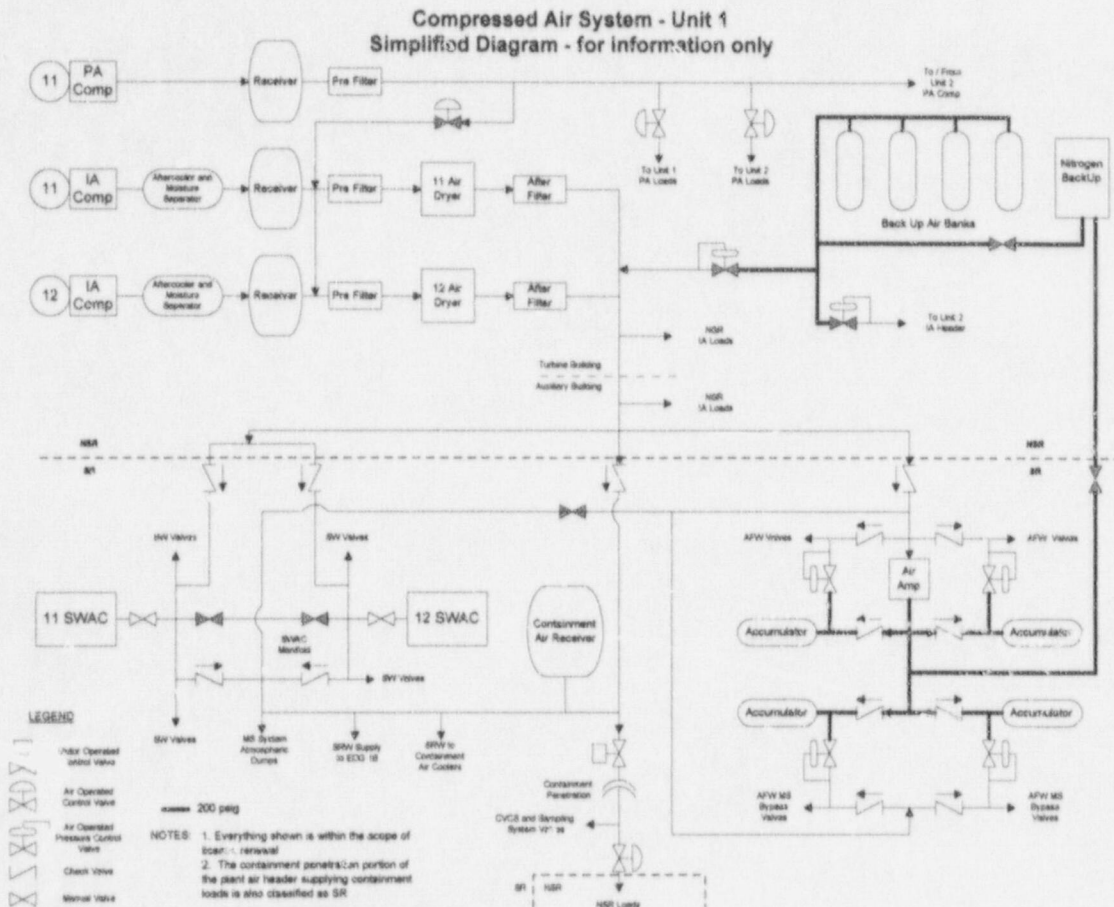 Compressed Air System - Unit 1
Simplified Diagram - for information only
11
PA
Comp
Receiver
Pre Filter
To / From
Unit 2
PA Comp
To Unit 1
PA Loads
To Unit 2
PA Loads
Back Up Air Banks
Nitrogen
BackUp
11
IA
Comp
Aftercooler and
Moisture
Seperator
Receiver
Pre Filter
11 Air
Dryer
After
Filter
12
IA
Comp
Aftercooler and
Moisture
Seperator
Receiver
Pre Filter
12 Air
Dryer
After
Filter
To Unit 2
IA Header
NSR
IA Loads
Turbine Building
Auxiliary Building
NSR
IA Loads
NSR
SR
NSR
SR
SW Valves
SW Valves
11 SWAC
12 SWAC
SWAC
Manifold
SW Valves
SW Valves
Containment
Air Receiver
AFW Valves
AFW Valves
Air
Amp
Accumulator
Accumulator
Accumulator
Accumulator
MS System
Atmospheric
Dumps
SRW Supply
to EDG 1B
SRW to
Containment
Air Coolers
Containment
Penetration
CVCS and Sampling
System
AFW MS
Bypass
Valves
AFW MS
Bypass
Valves
SR
NSR
NSR Loads
LEGEND
Operated
Control Valve
Air Operated
Control Valve
Air Operated
Pressure Control
Valve
Check Valve
Manual Valve
200 psig
NOTES: 1. Everything shown is within the scope of
renewal
2. The containment penetration portion of
the plant air header supplying containment
loads is also classified as SR